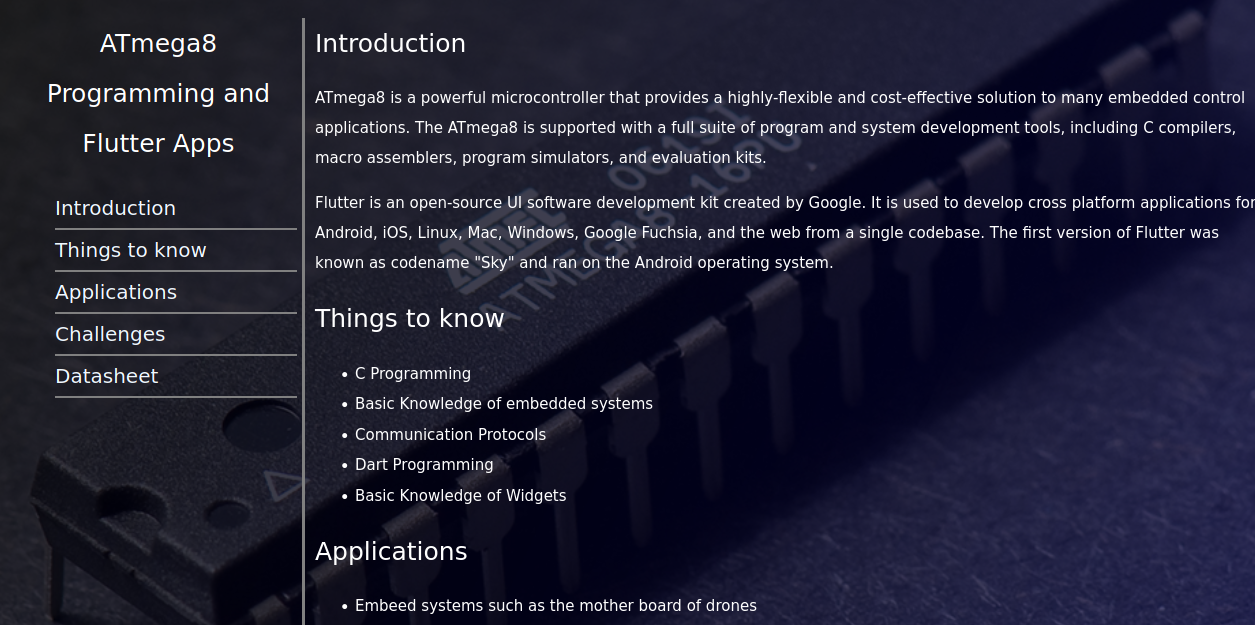 ATmega8
Programming and
Flutter Apps
Introduction
Things to know
Applications
Challenges
Datasheet
Introduction
ATmega8 is a powerful microcontroller that provides a highly-flexible and cost-effective solution to many embedded control
applications. The ATmega8 is supported with a full suite of program and system development tools, including C compilers,
macro assemblers, program simulators, and evaluation kits.
Flutter is an open-source UI software development kit created by Google. It is used to develop cross platform applications for
Android, iOS, Linux, Mac, Windows, Google Fuchsia, and the web from a single codebase. The first version of Flutter was
known as codename "Sky" and ran on the Android operating system.
Things to know
• C Programming
• Basic Knowledge of embedded systems
• Communication Protocols
• Dart Programming
• Basic Knowledge of Widgets
Applications
• Embeed systems such as the mother board of drones
ATMEL
ATMEGA8 16PU